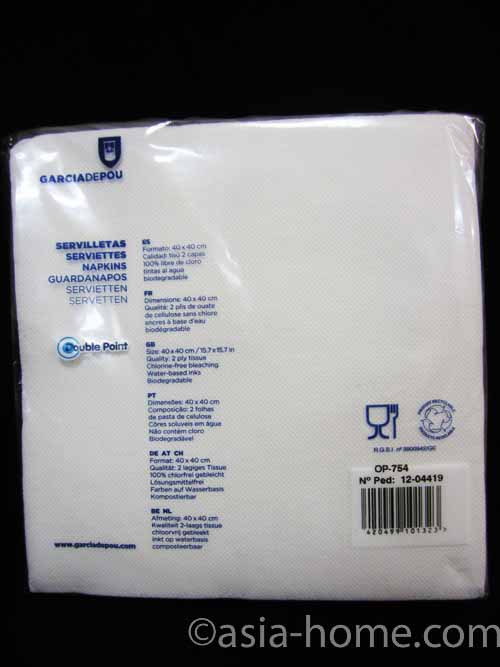 GARCIADEPOU
SERVILLETAS
SERVIETTES
NAPKINS
GUARDANAPOS
SERVIETTEN
SERVETTEN
Double Point
www.garciadepou.com
ES
Formato: 40 x 40 cm
Calidad: tisú 2 capas
100% libre de cloro
tintas al agua
biodegradable
FR
Dimensions: 40 x 40 cm
Qualité: 2 plis de ouate
de cellulose sans chlore
encres à base d'eau
biodégradable
GB
Size: 40 x 40 cm / 15.7 x 15.7 in
Quality: 2 ply tissue
Chlorine-free bleaching
Water-based inks
Biodegradable
PT
Dimensões: 40 x 40 cm
Composição: 2 folhas
de pasta de celulose
Côres soluveis em água
Não contém cloro
Biodegradável
DE AT CH
Format: 40 x 40 cm
Qualität: 2 lagiges Tissue
100% chlorfrei gebleickt
Lösungsmittelfrei
Farben auf Wasserbasis
Kompostierbar
BE NL
Afmeting: 40 x 40 cm
Kwaliteit 2-laags tissue
chloorvrij gebleekt
inkt op waterbasis
composteerbaar
R.G.S.I. nº
OP-754
Nº Ped: 12-04419
420499 101323
©asia-home.com